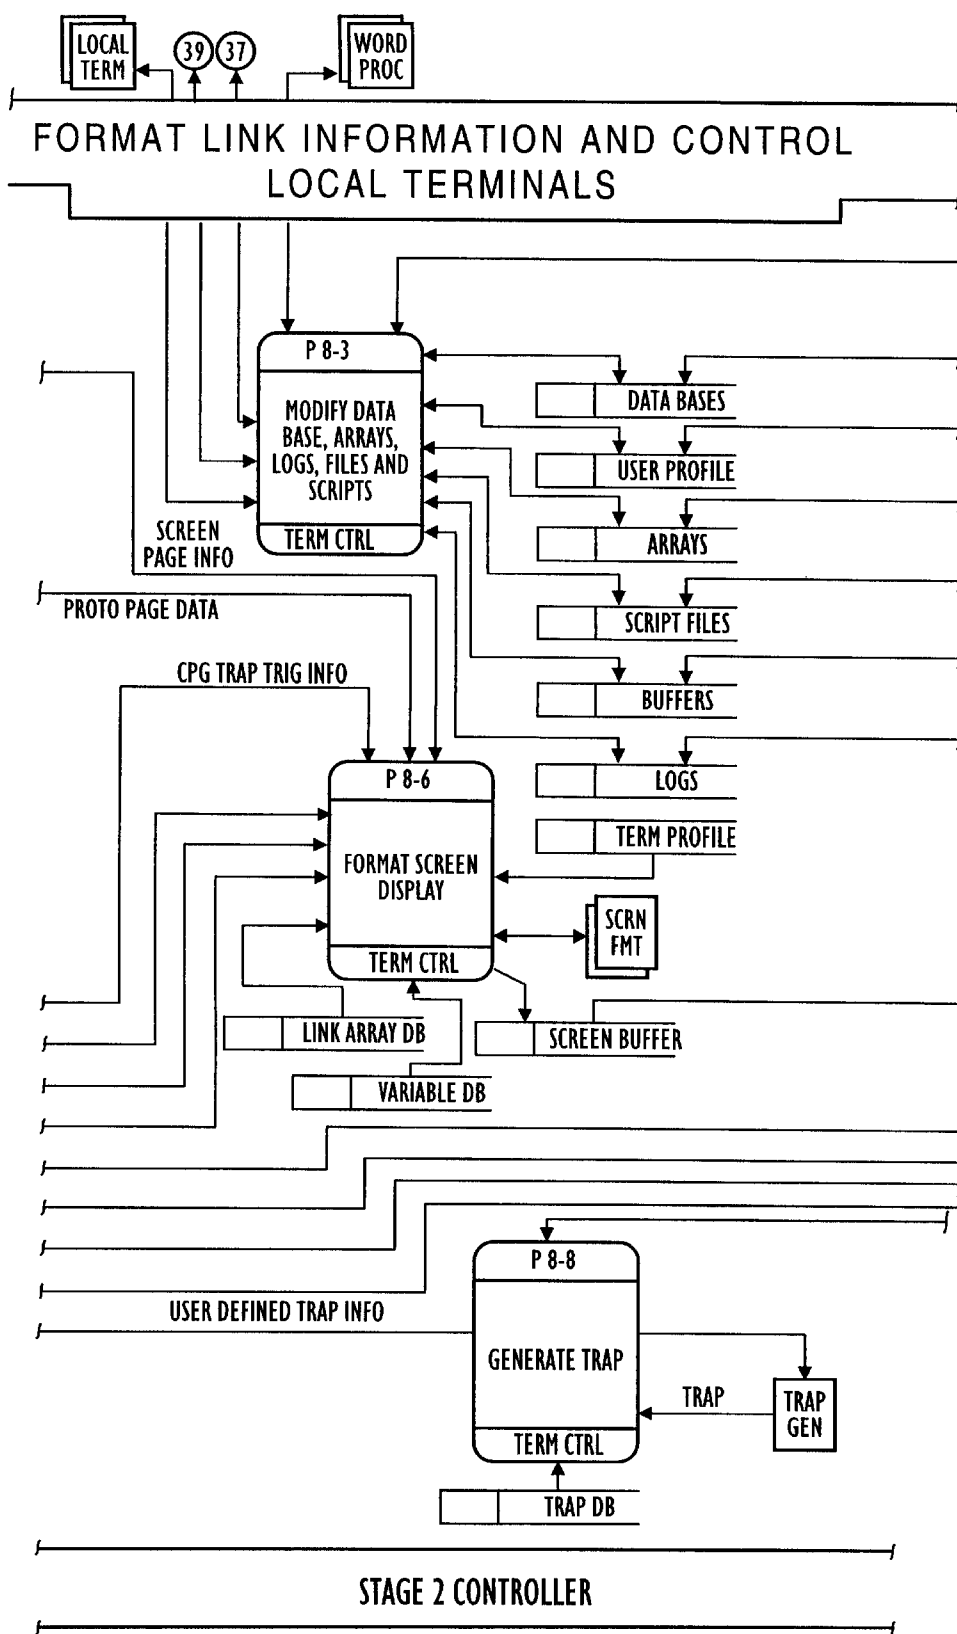 LOCAL
TERM
39
37
WORD
PROC
FORMAT LINK INFORMATION AND CONTROL
LOCAL TERMINALS
P 8-3
MODIFY DATA
BASE, ARRAYS,
LOGS, FILES AND
SCRIPTS
TERM CTRL
DATA BASES
USER PROFILE
ARRAYS
SCRIPT FILES
BUFFERS
LOGS
TERM PROFILE
SCREEN
PAGE INFO
PROTO PAGE DATA
CPG TRAP TRIG INFO
P 8-6
FORMAT SCREEN
DISPLAY
TERM CTRL
SCRN
FMT
LINK ARRAY DB
SCREEN BUFFER
VARIABLE DB
P 8-8
USER DEFINED TRAP INFO
GENERATE TRAP
TERM CTRL
TRAP
TRAP
GEN
TRAP DB
STAGE 2 CONTROLLER